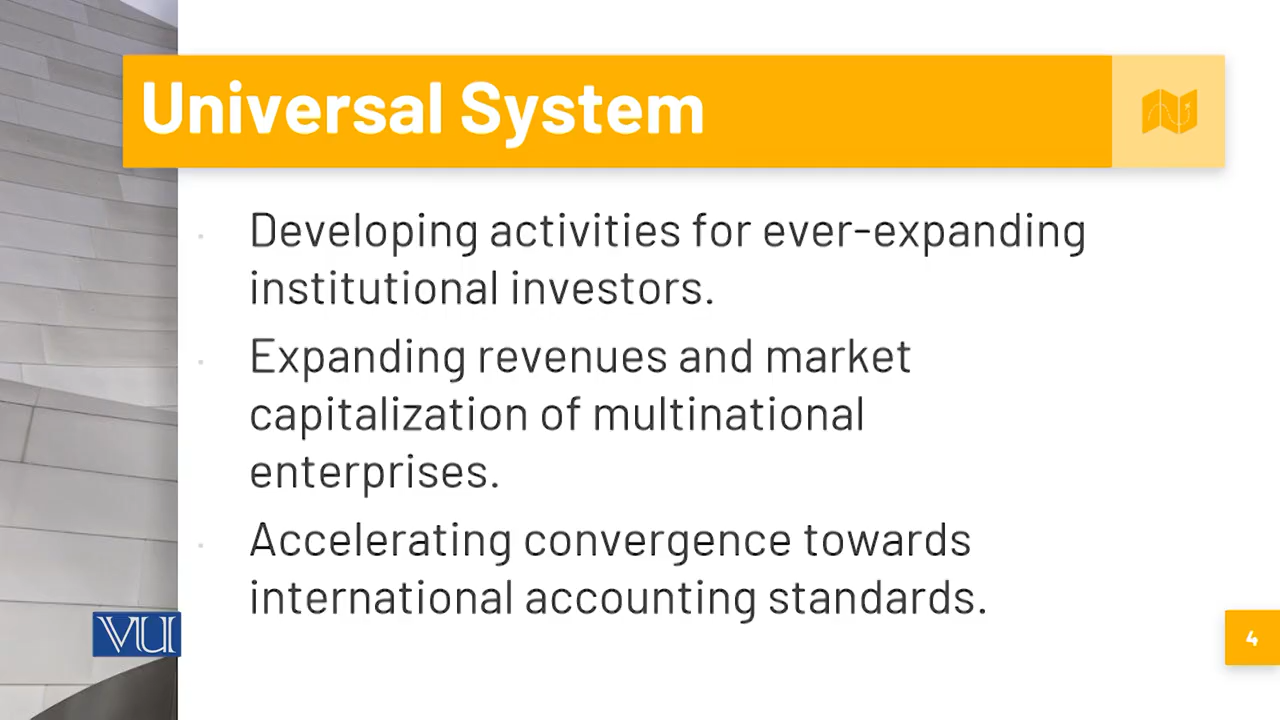 Universal System
Developing activities for ever-expanding
institutional investors.
Expanding revenues and market
capitalization of multinational
enterprises.
Accelerating convergence towards
international accounting standards.
VU
4